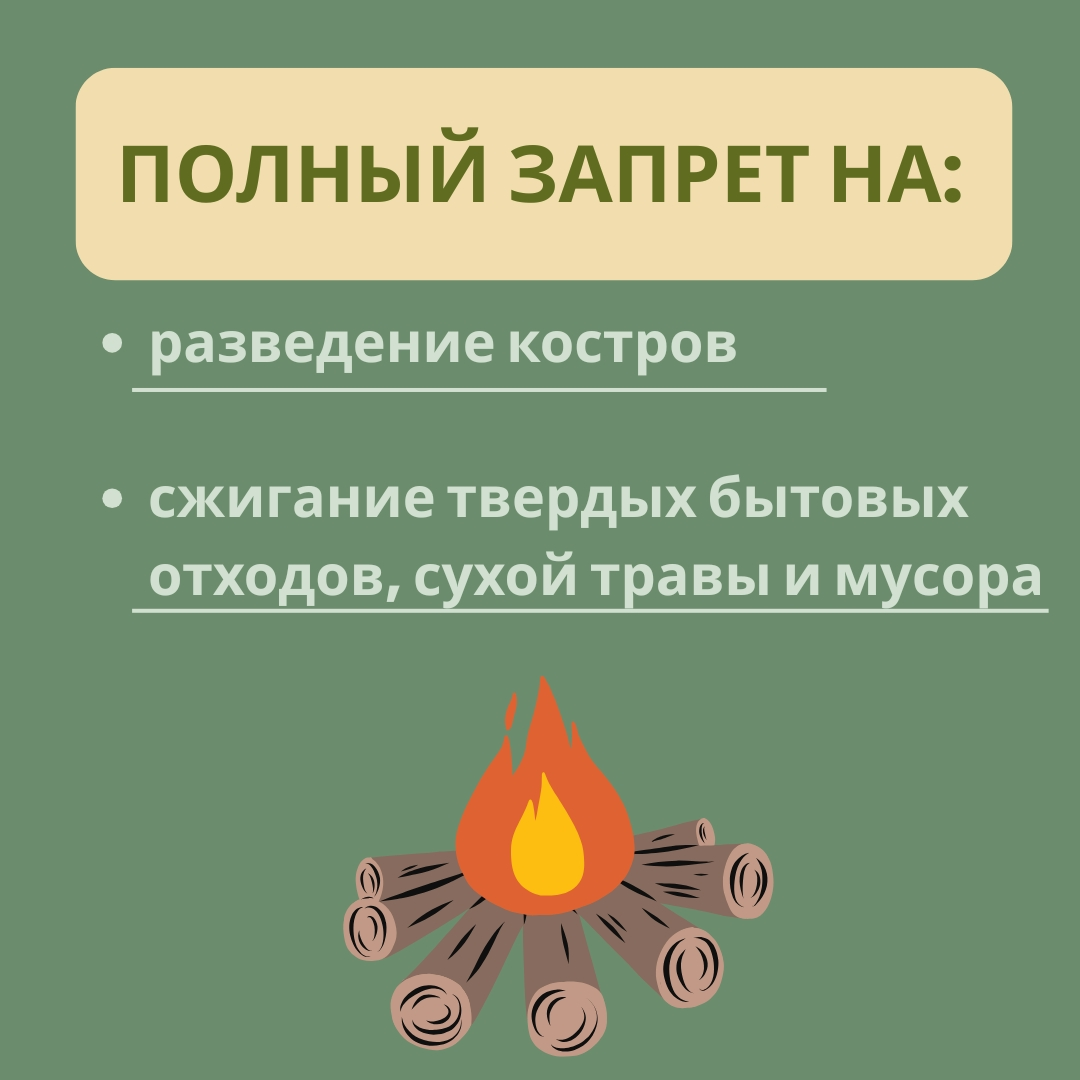 ПОЛНЫЙ ЗАПРЕТ НА:
• разведение костров
• сжигание твердых бытовых
отходов, сухой травы и мусора